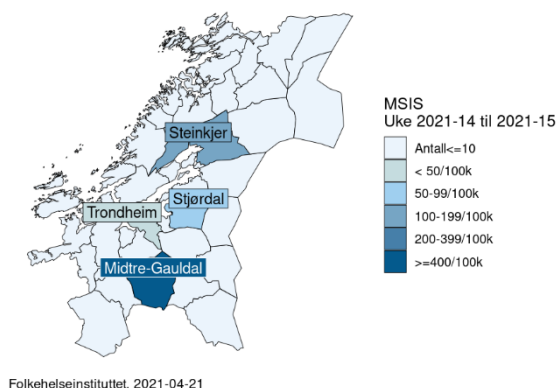 Steinkjer
Stjørdal
Trondheim
Midtre-Gauldal
MSIS
Uke 2021-14 til 2021-15
Antall<=10
< 50/100k
50-99/100k
100-199/100k
200-399/100k
>=400/100k
Folkehelseinstituttet, 2021-04-21